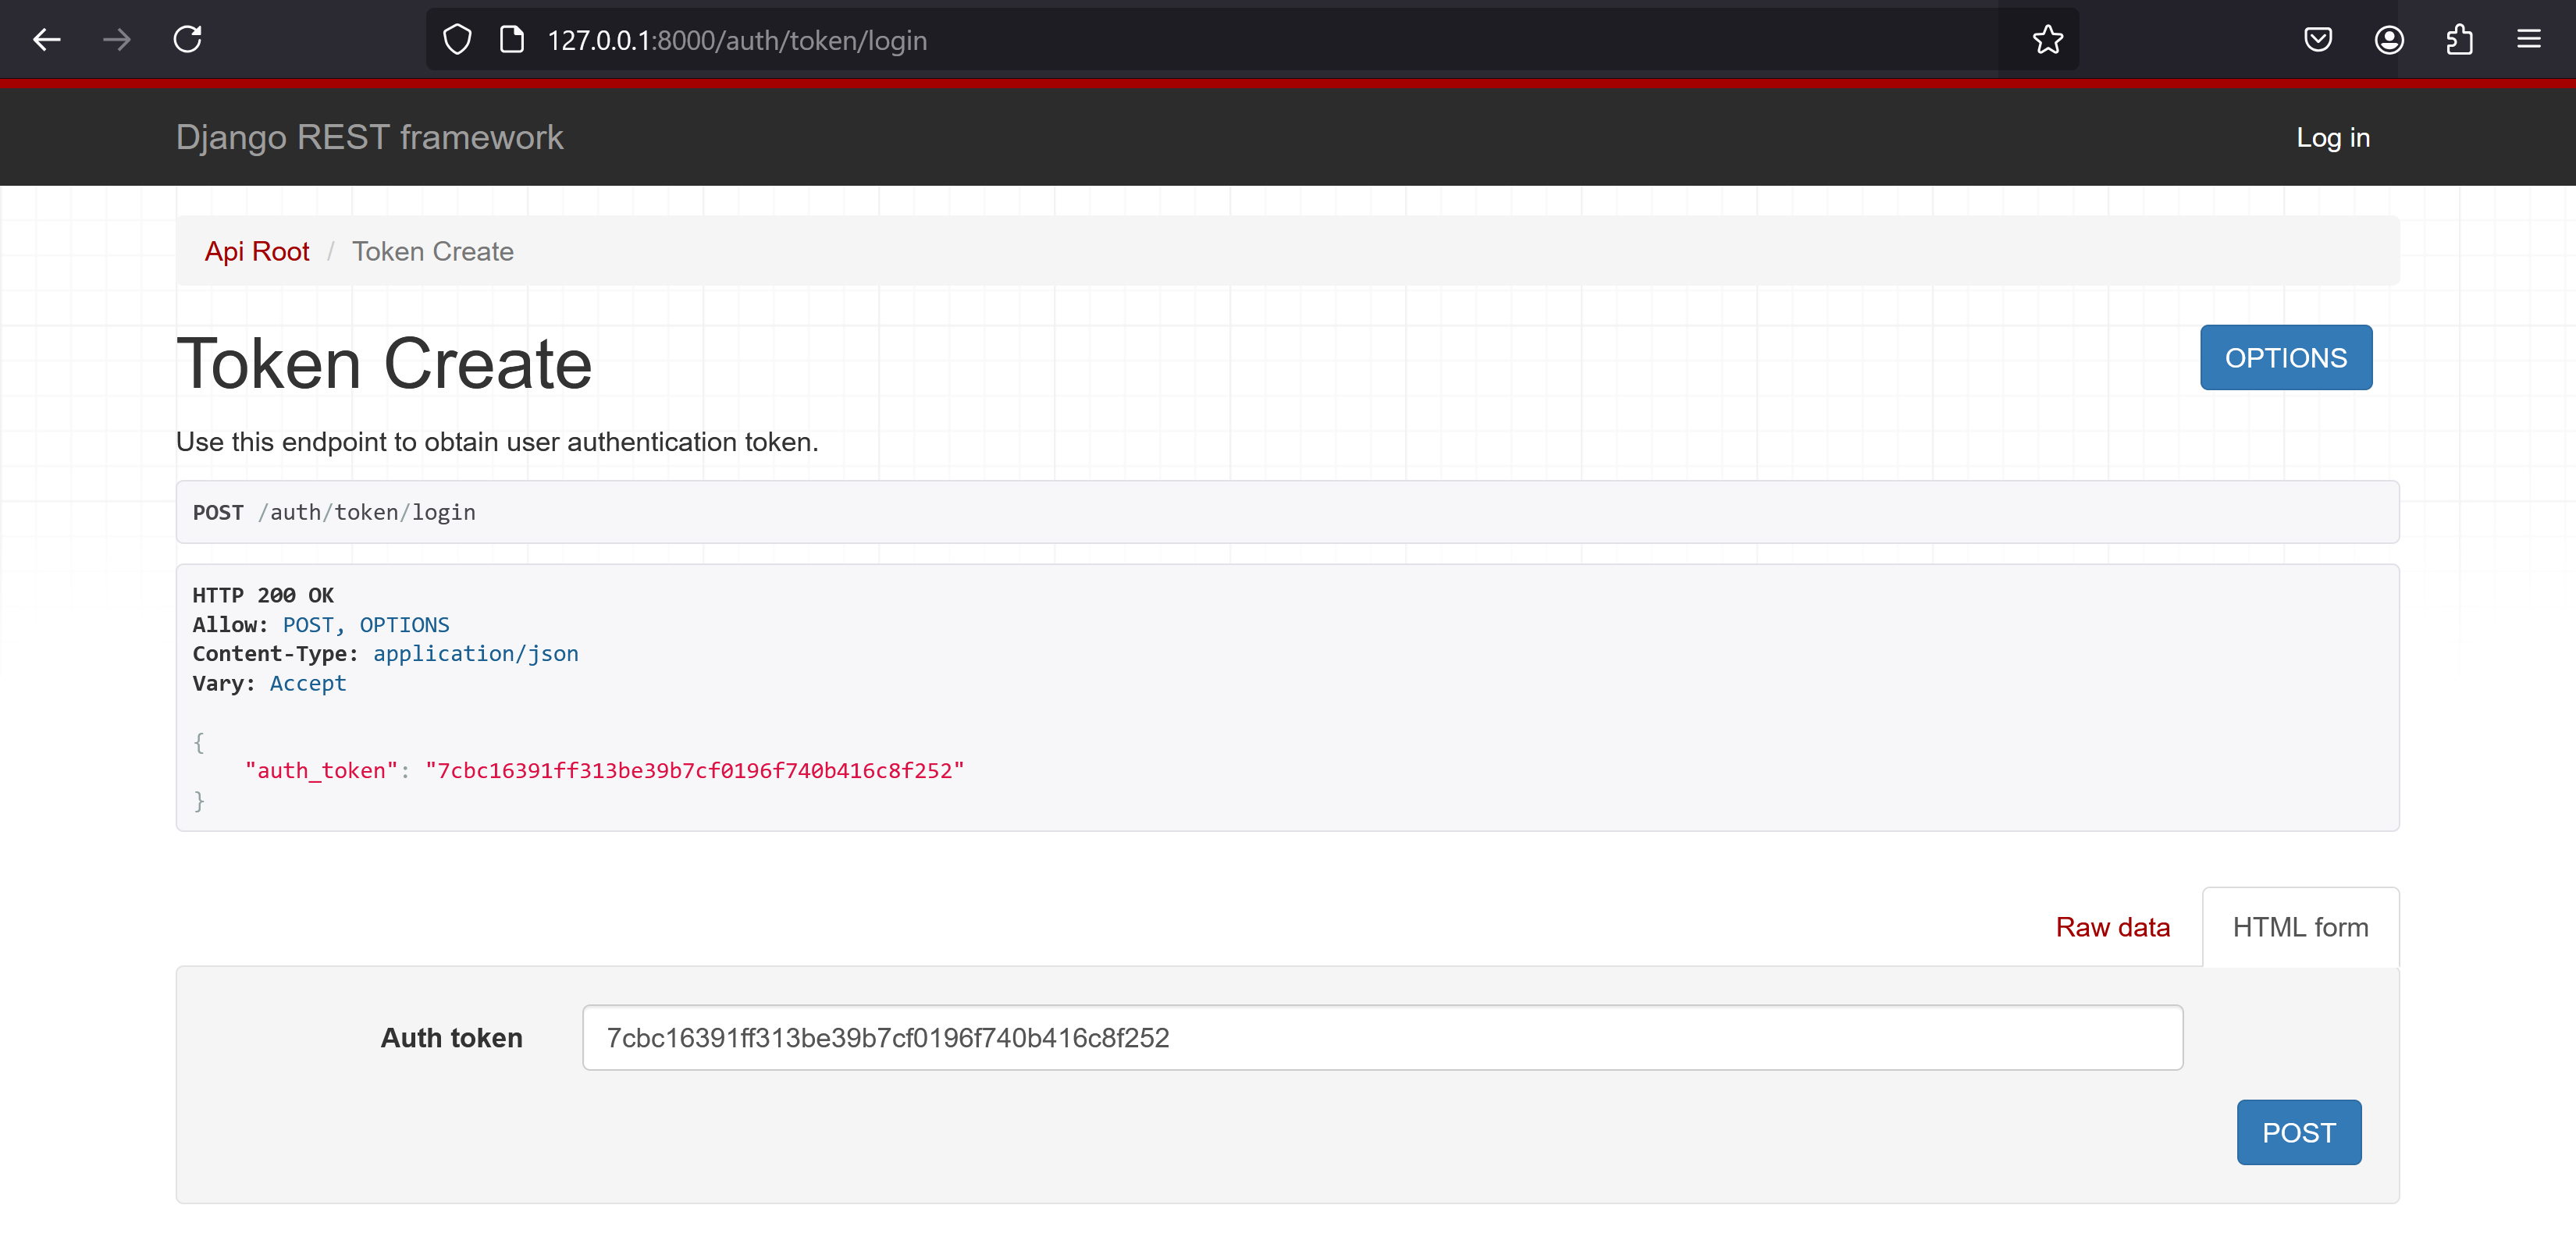 127.0.0.1:8000/auth/token/login
Django REST framework
Log in
Api Root / Token Create
Token Create
OPTIONS
Use this endpoint to obtain user authentication token.
POST /auth/token/login
HTTP 200 OK
Allow: POST, OPTIONS
Content-Type: application/json
Vary: Accept
{
"auth_token": "7cbc16391ff313be39b7cf0196f740b416c8f252"
}
Raw data
HTML form
Auth token
7cbc16391ff313be39b7cf0196f740b416c8f252
POST